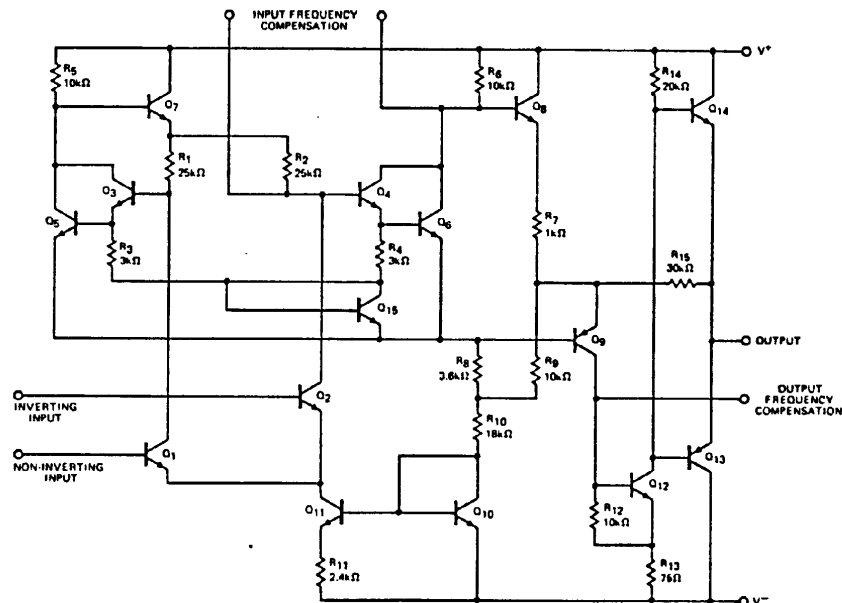 INPUT FREQUENCY
COMPENSATION
V+
R5
10kΩ
Q7
R6
10kΩ
Q8
R14
20kΩ
Q14
R1
25kΩ
R2
25kΩ
Q3
Q4
Q5
Q6
R3
3kΩ
R4
3kΩ
R7
1kΩ
R15
30kΩ
Q15
Q9
OUTPUT
R8
3.6kΩ
R9
10kΩ
OUTPUT
FREQUENCY
COMPENSATION
INVERTING
INPUT
Q2
R10
18kΩ
NON-INVERTING
INPUT
Q1
Q13
Q12
Q11
Q10
R12
10kΩ
R11
2.4kΩ
R13
75Ω
V−